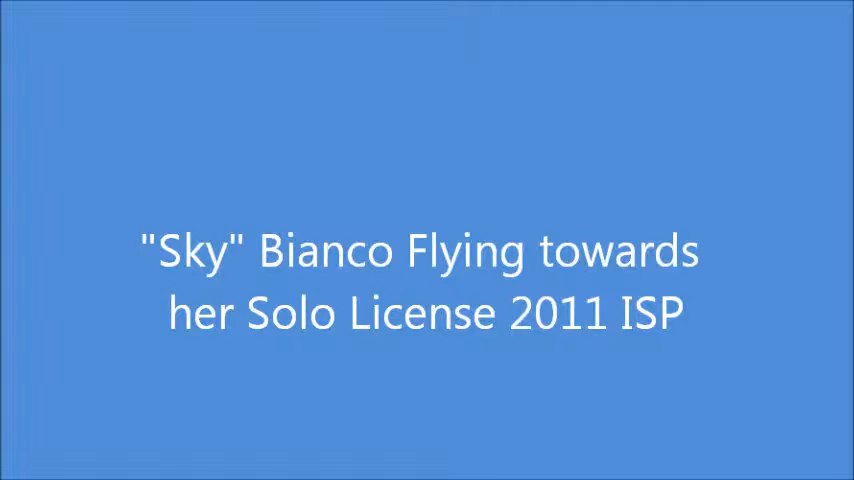 "Sky" Bianco Flying towards
her Solo License 2011 ISP